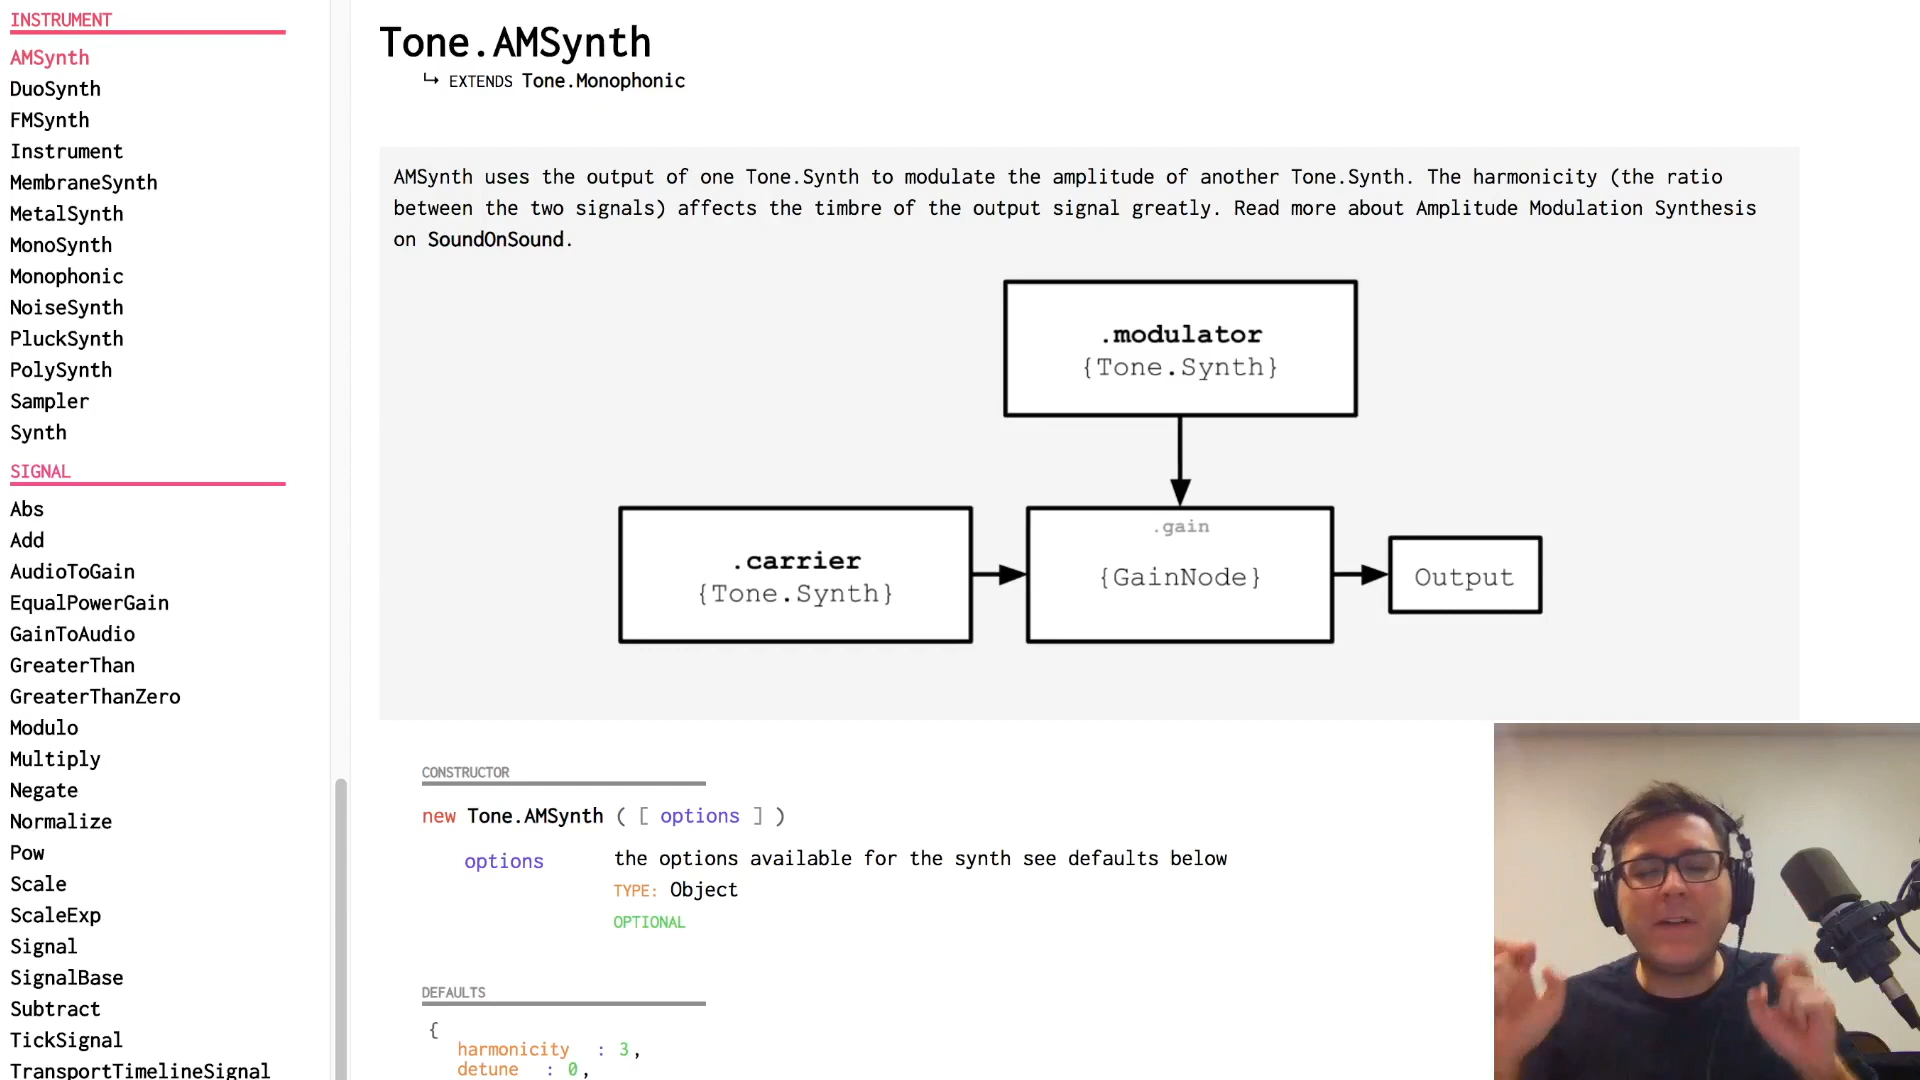 INSTRUMENT
AMSynth
DuoSynth
FMSynth
Instrument
MembraneSynth
MetalSynth
MonoSynth
Monophonic
NoiseSynth
PluckSynth
PolySynth
Sampler
Synth
SIGNAL
Abs
Add
AudioToGain
EqualPowerGain
GainToAudio
GreaterThan
GreaterThanZero
Modulo
Multiply
Negate
Normalize
Pow
Scale
ScaleExp
Signal
SignalBase
Subtract
TickSignal
TransportTimelineSignal
Tone.AMSynth
↪ EXTENDS Tone.Monophonic
AMSynth uses the output of one Tone.Synth to modulate the amplitude of another Tone.Synth. The harmonicity (the ratio
between the two signals) affects the timbre of the output signal greatly. Read more about Amplitude Modulation Synthesis
on SoundOnSound.
.modulator
{Tone.Synth}
.carrier
{Tone.Synth}
.gain
{GainNode}
Output
CONSTRUCTOR
new Tone.AMSynth ( [ options ] )
options the options available for the synth see defaults below
TYPE: Object
OPTIONAL
DEFAULTS
{
harmonicity : 3,
detune : 0,